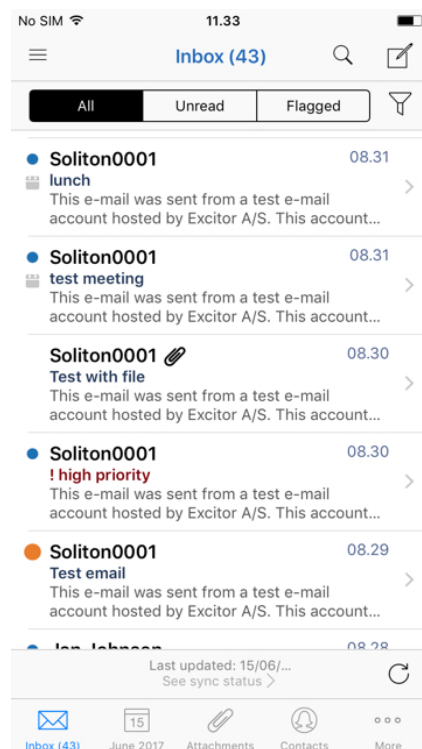 No SIM 11.33
Inbox (43)
All Unread Flagged
Soliton0001 08.31
lunch
This e-mail was sent from a test e-mail
account hosted by Excitor A/S. This account...
Soliton0001 08.31
test meeting
This e-mail was sent from a test e-mail
account hosted by Excitor A/S. This account...
Soliton0001 08.30
Test with file
This e-mail was sent from a test e-mail
account hosted by Excitor A/S. This account...
Soliton0001 08.30
! high priority
This e-mail was sent from a test e-mail
account hosted by Excitor A/S. This account...
Soliton0001 08.29
Test email
This e-mail was sent from a test e-mail
account hosted by Excitor A/S. This account...
08.28
Last updated: 15/06/...
See sync status >
15
Inbox (43) June 2017 Attachments Contacts More